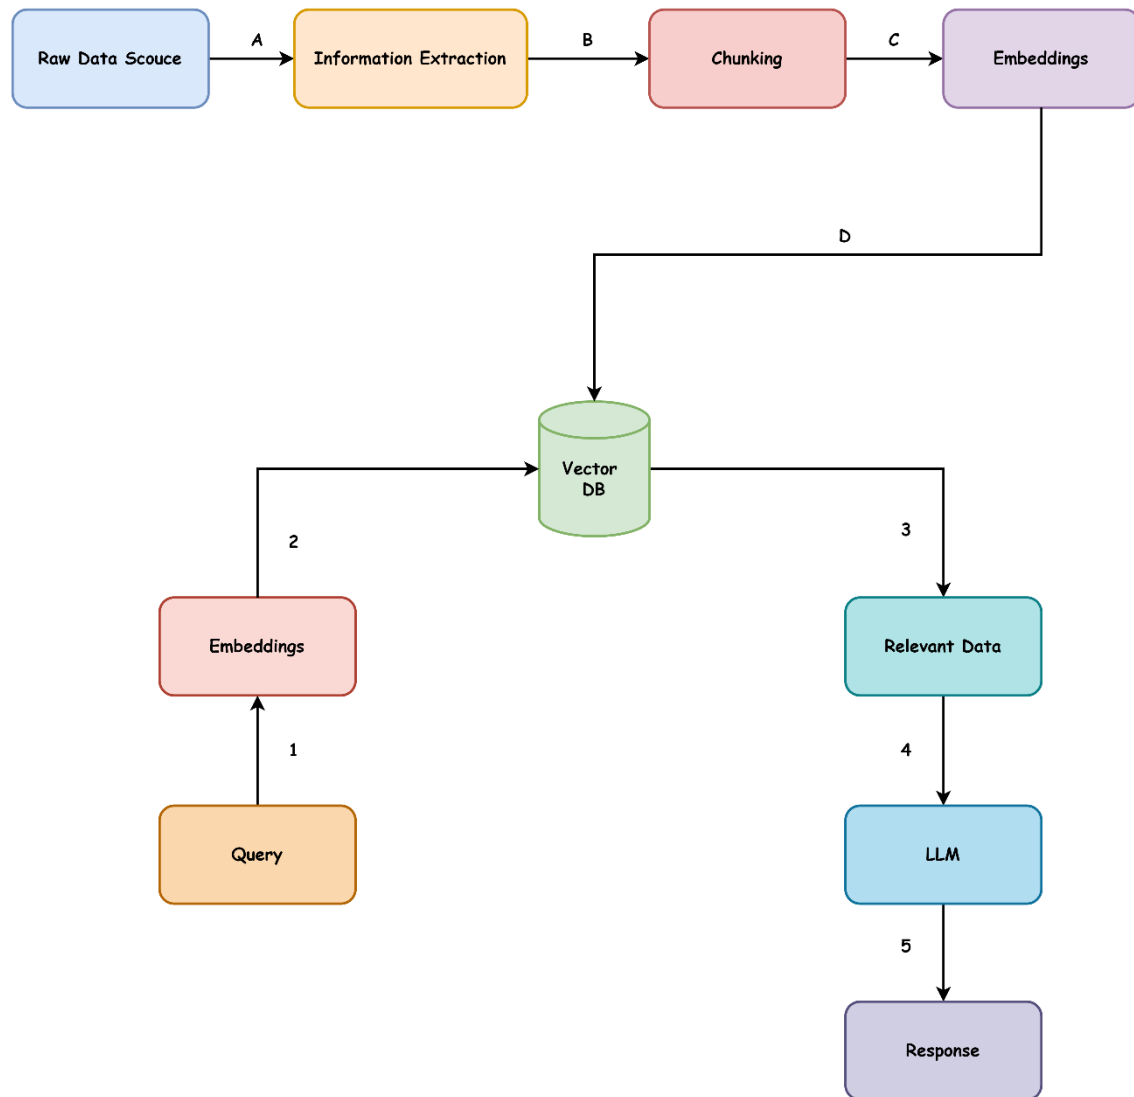 Raw Data Scouce
A
Information Extraction
B
Chunking
C
Embeddings
D
Vector
DB
2
3
Embeddings
Relevant Data
1
4
Query
LLM
5
Response